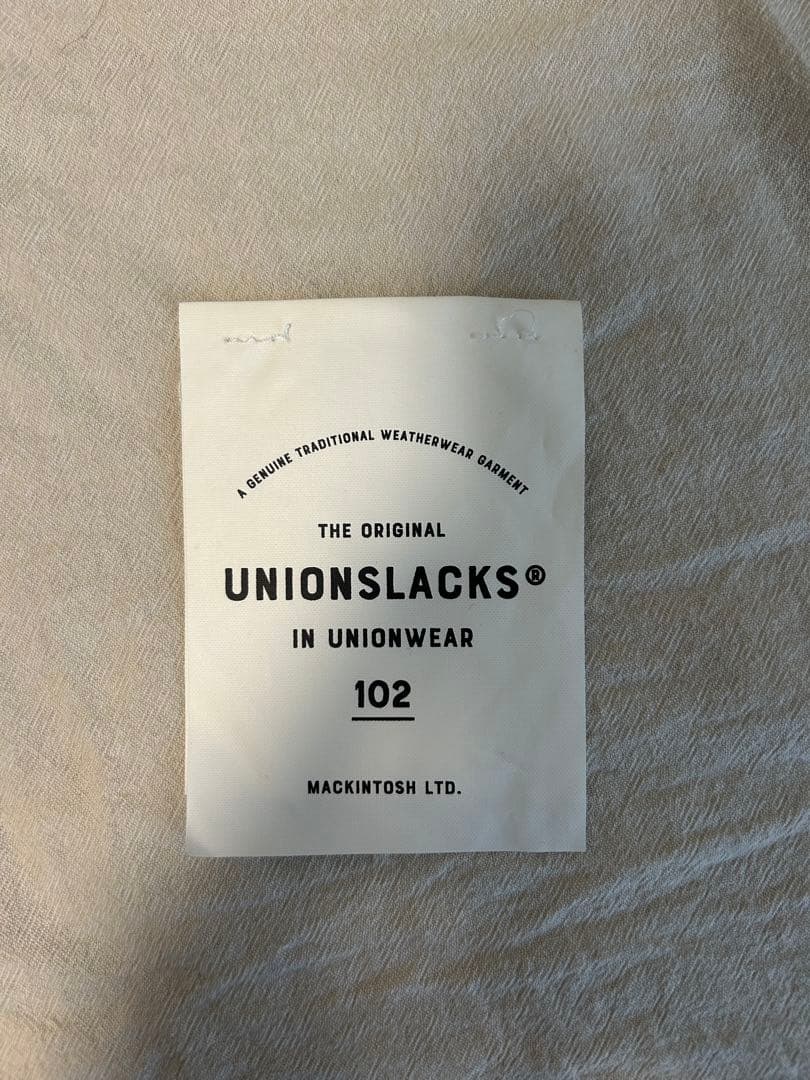 A GENUINE TRADITIONAL WEATHERWEAR GARMENT
THE ORIGINAL
UNIONSLACKS®
IN UNIONWEAR
102
MACKINTOSH LTD.